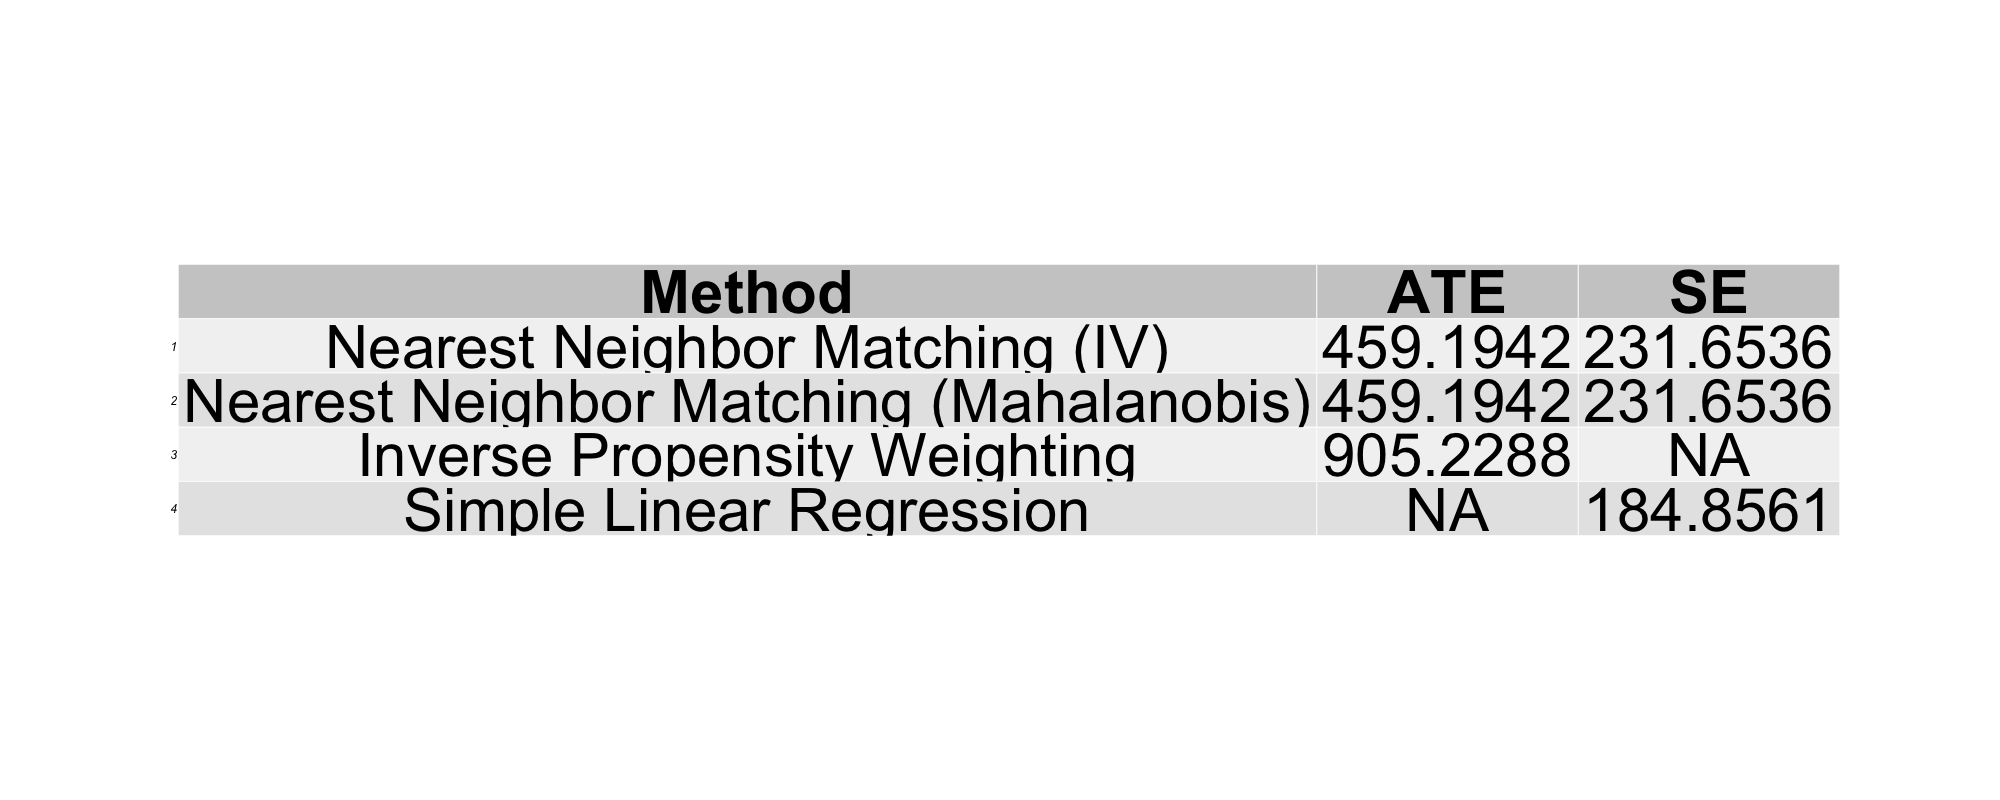 Method ATE SE
1 Nearest Neighbor Matching (IV) 459.1942 231.6536
2 Nearest Neighbor Matching (Mahalanobis) 459.1942 231.6536
3 Inverse Propensity Weighting 905.2288 NA
4 Simple Linear Regression NA 184.8561